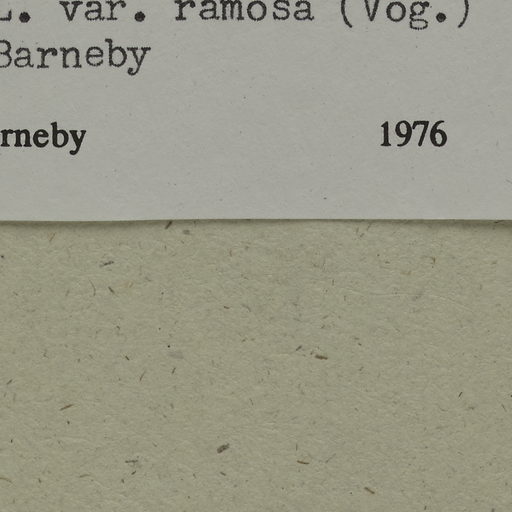 L. var. ramosa (Vog.)
Barneby
rneby 1976